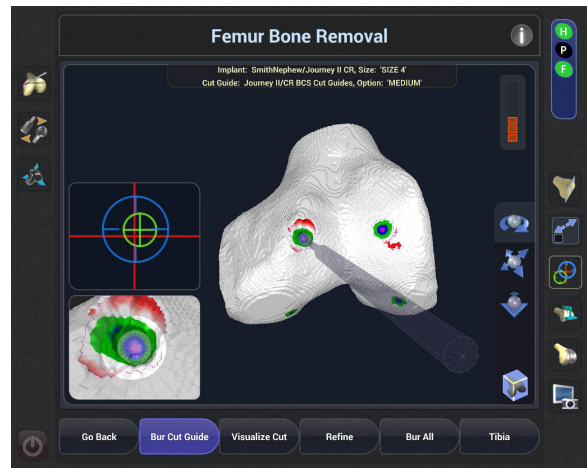 Femur Bone Removal
i
H
P
F
Implant: SmithNephew/Journey II CR, Size: 'SIZE 4'
Cut Guide: Journey II/CR BCS Cut Guides, Option: 'MEDIUM'
Go Back
Bur Cut Guide
Visualize Cut
Refine
Bur All
Tibia